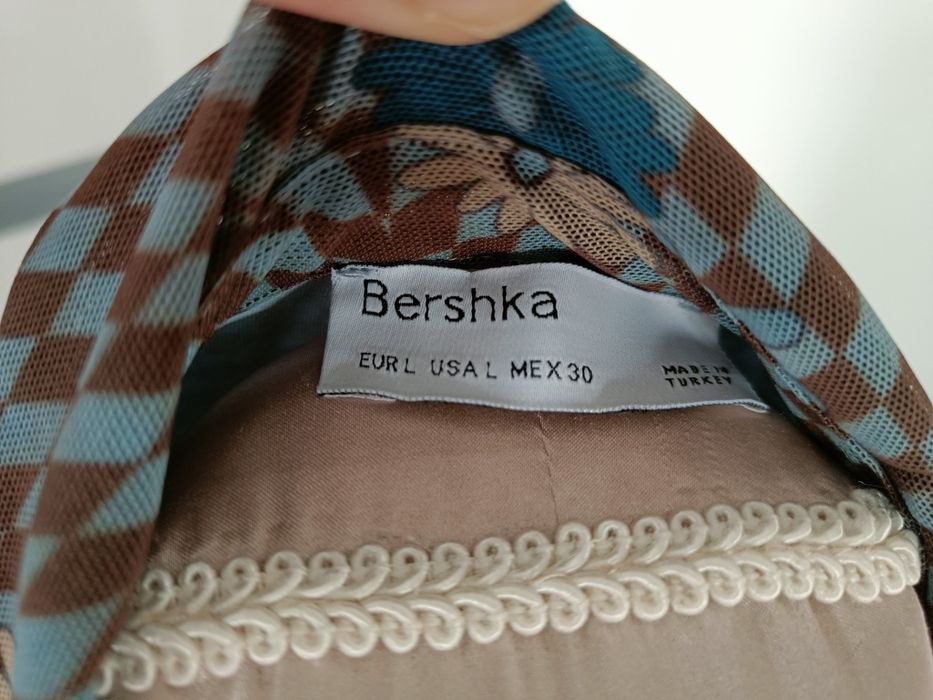 Bershka
EUR L USA L MEX 30
MADE IN
TURKEY